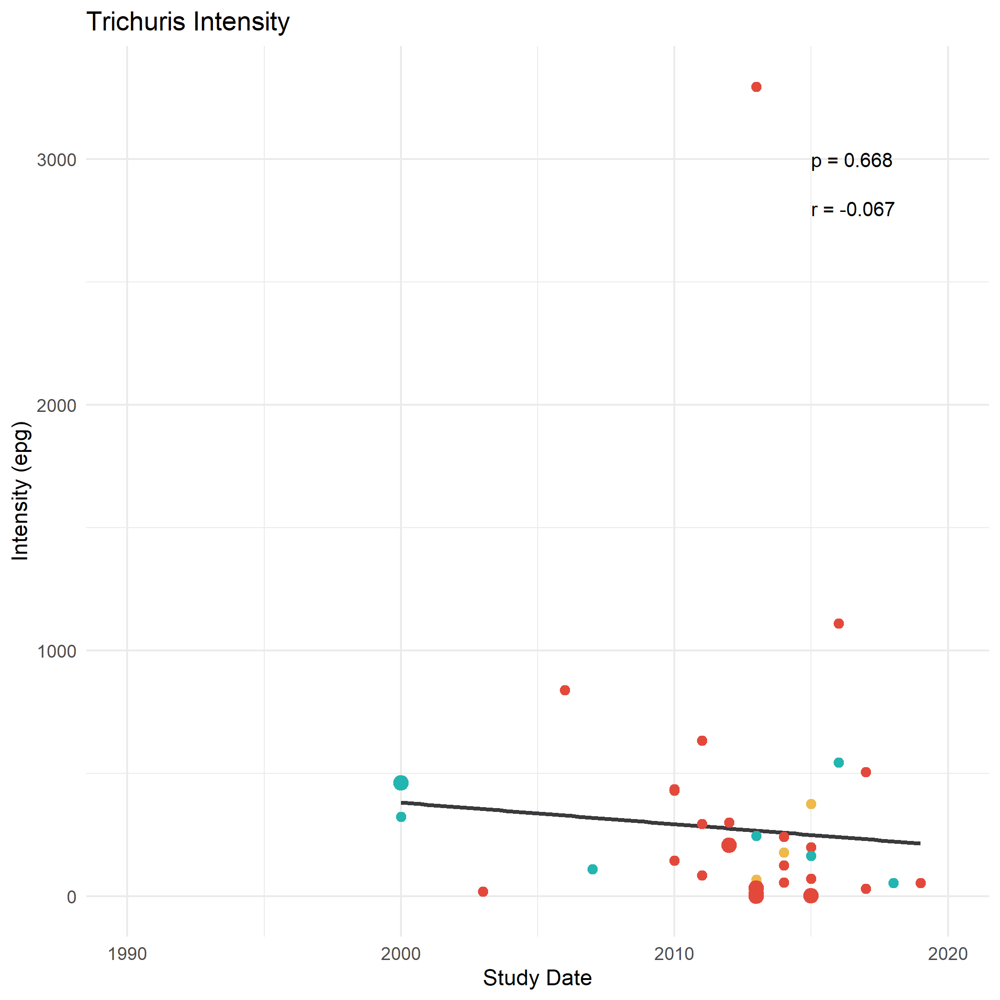 Trichuris Intensity
3000
2000
1000
0
Intensity (epg)
p = 0.668
r = -0.067
1990
2000
2010
2020
Study Date